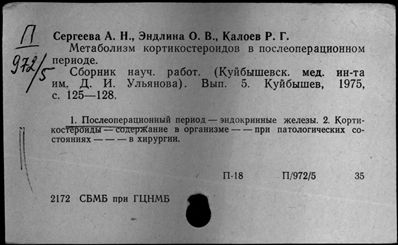 П
972/5
Сергеева А. Н., Эндлина О. В., Калоев Р. Г.
Метаболизм кортикостероидов в послеоперационном
периоде.
Сборник науч. работ. (Куйбышевск. мед. ин-та
им. Д. И. Ульянова). Вып. 5. Куйбышев, 1975,
с. 125—128.
1. Послеоперационный период — эндокринные железы. 2. Корти-
костероиды — содержание в организме — — при патологических со-
стояниях — — — в хирургии.
П-18 П/972/5 35
2172 СБМБ при ГЦНМБ